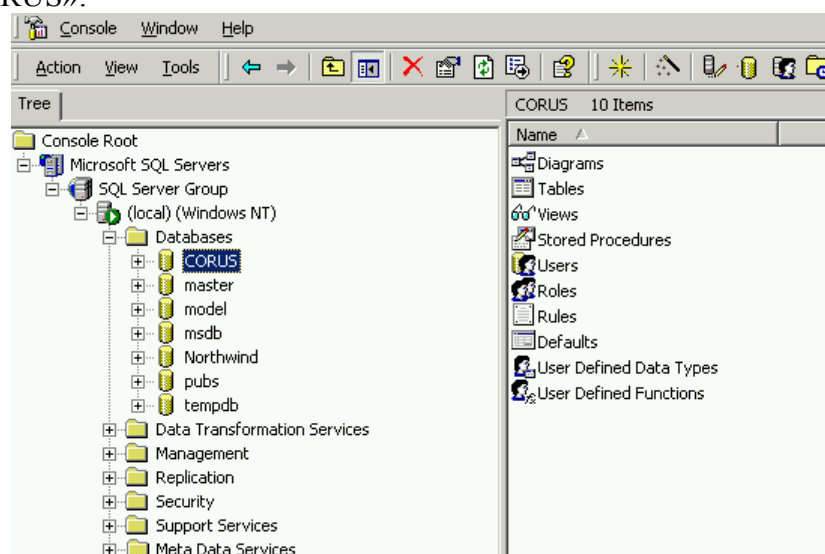 RUS».
Console Window Help
Action View Tools
Tree
CORUS 10 Items
Name
Console Root
Microsoft SQL Servers
SQL Server Group
(local) (Windows NT)
Databases
CORUS
master
model
msdb
Northwind
pubs
tempdb
Data Transformation Services
Management
Replication
Security
Support Services
Meta Data Services
Diagrams
Tables
Views
Stored Procedures
Users
Roles
Rules
Defaults
User Defined Data Types
User Defined Functions